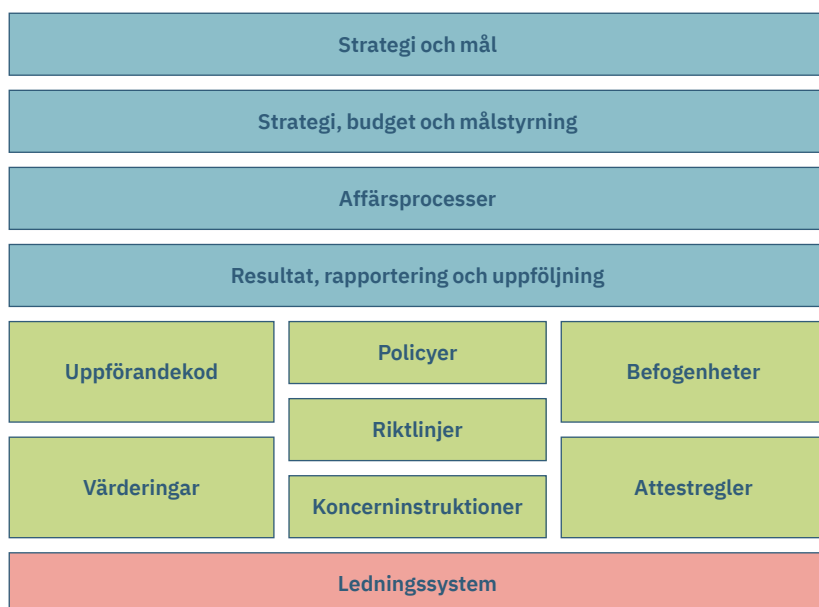 Strategi och mål
Strategi, budget och målstyrning
Affärsprocesser
Resultat, rapportering och uppföljning
Uppförandekod
Värderingar
Policyer
Riktlinjer
Koncerninstruktioner
Befogenheter
Attestregler
Ledningssystem